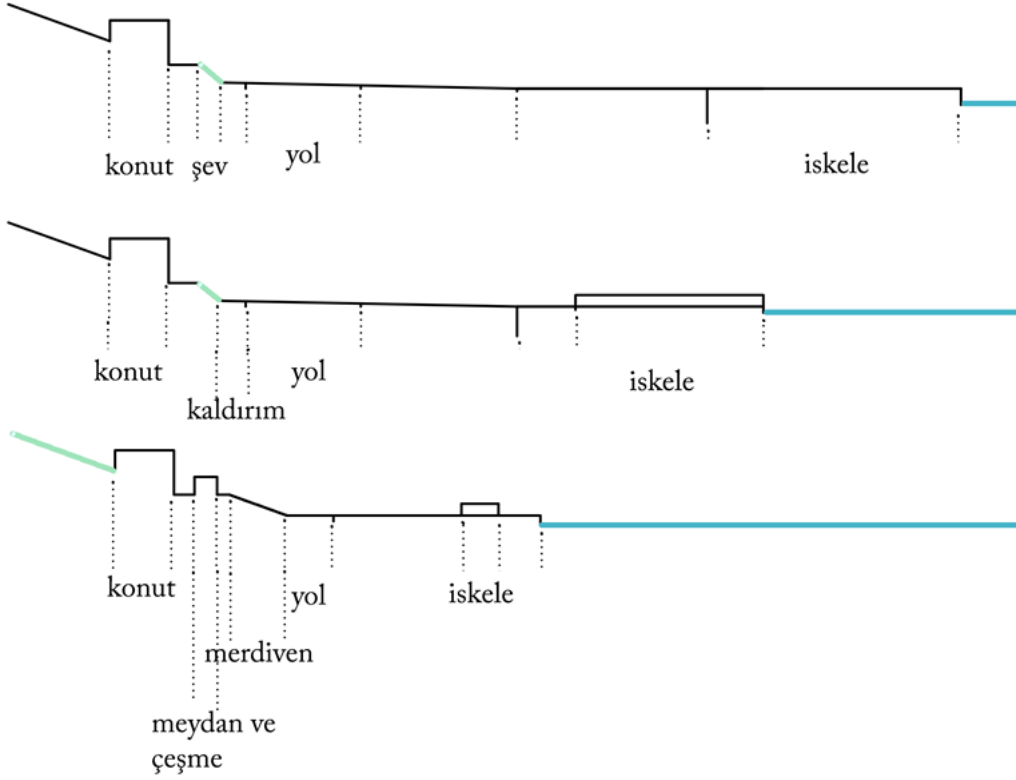 konut
şev
yol
iskele
konut
yol
iskele
kaldırım
konut
yol
iskele
merdiven
meydan ve
çeşme